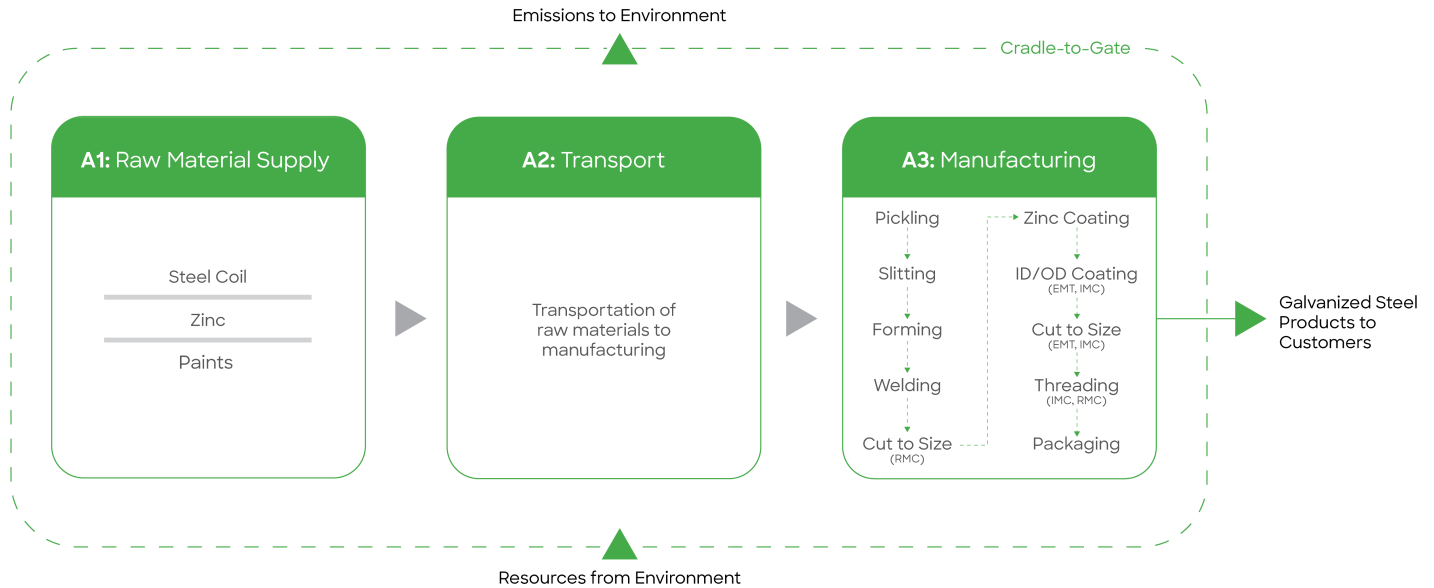 Emissions to Environment
Cradle-to-Gate
A1: Raw Material Supply
Steel Coil
Zinc
Paints
A2: Transport
Transportation of
raw materials to
manufacturing
A3: Manufacturing
Pickling
Slitting
Forming
Welding
Cut to Size
(RMC)
Zinc Coating
ID/OD Coating
(EMT, IMC)
Cut to Size
(EMT, IMC)
Threading
(IMC, RMC)
Packaging
Galvanized Steel
Products to
Customers
Resources from Environment